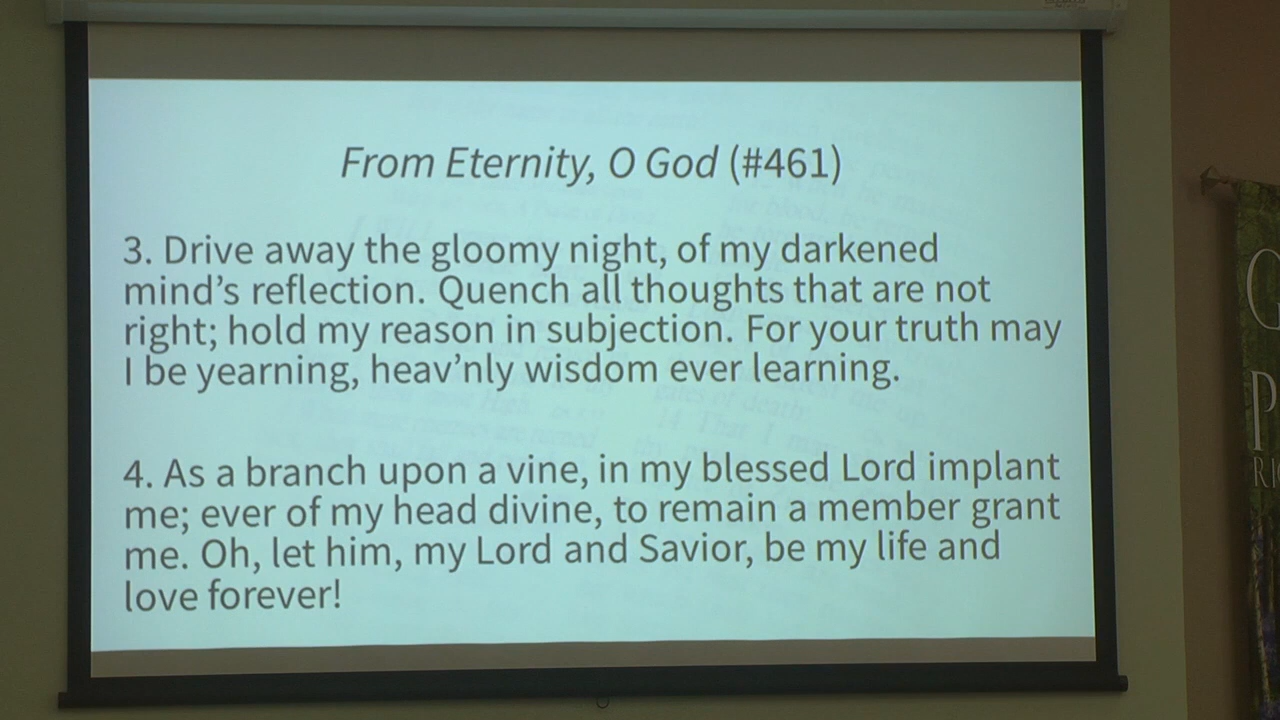 From Eternity, O God (#461)
3. Drive away the gloomy night, of my darkened
mind’s reflection. Quench all thoughts that are not
right; hold my reason in subjection. For your truth may
I be yearning, heav’nly wisdom ever learning.
4. As a branch upon a vine, in my blessed Lord implant
me; ever of my head divine, to remain a member grant
me. Oh, let him, my Lord and Savior, be my life and
love forever!